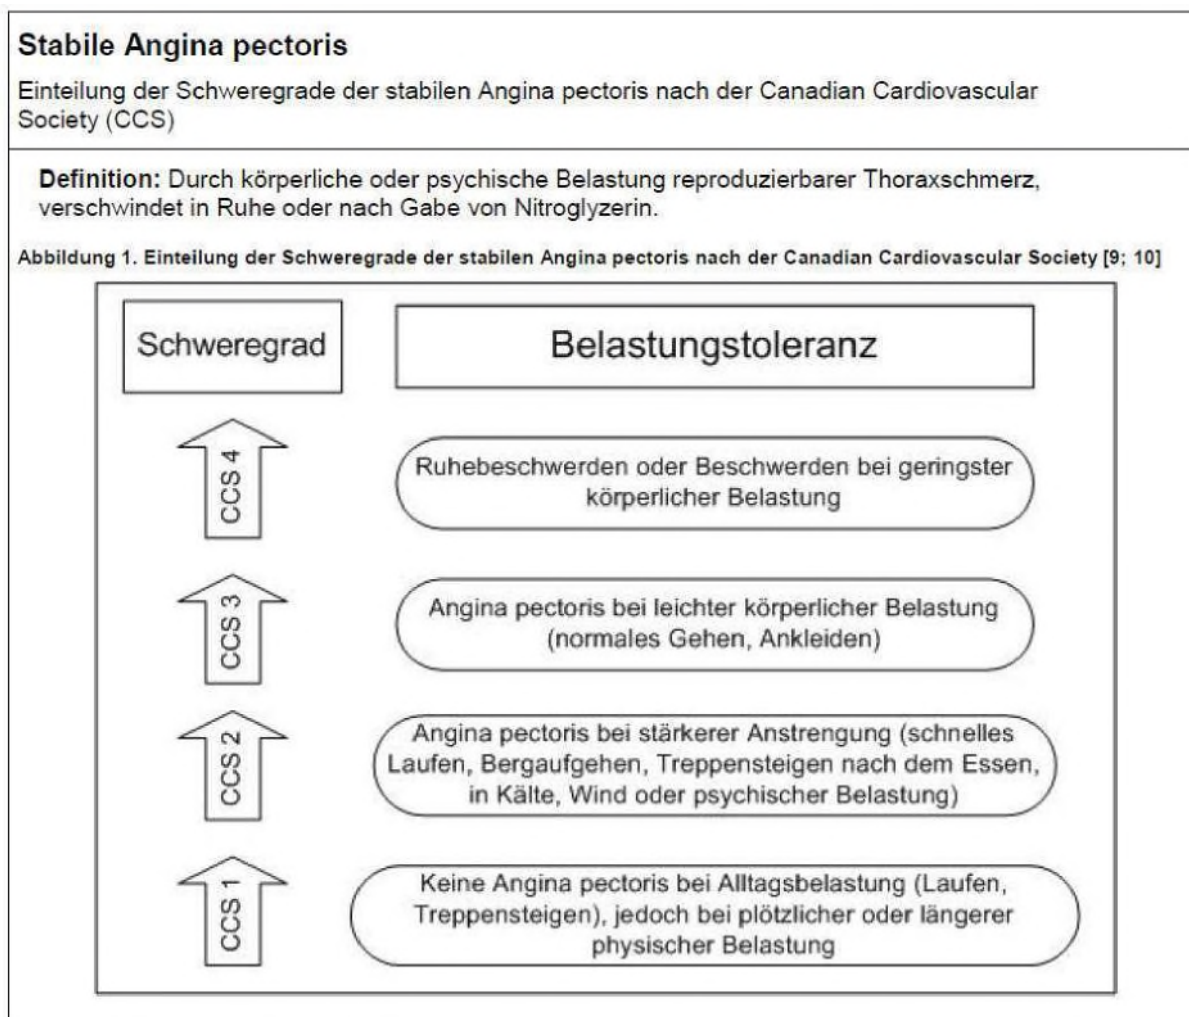 Stabile Angina pectoris
Einteilung der Schweregrade der stabilen Angina pectoris nach der Canadian Cardiovascular
Society (CCS)
Definition: Durch körperliche oder psychische Belastung reproduzierbarer Thoraxschmerz,
verschwindet in Ruhe oder nach Gabe von Nitroglyzerin.
Abbildung 1. Einteilung der Schweregrade der stabilen Angina pectoris nach der Canadian Cardiovascular Society [9; 10]
Schweregrad
Belastungstoleranz
CCS 4
Ruhebeschwerden oder Beschwerden bei geringster
körperlicher Belastung
CCS 3
Angina pectoris bei leichter körperlicher Belastung
(normales Gehen, Ankleiden)
CCS 2
Angina pectoris bei stärkerer Anstrengung (schnelles
Laufen, Bergaufgehen, Treppensteigen nach dem Essen,
in Kälte, Wind oder psychischer Belastung)
CCS 1
Keine Angina pectoris bei Alltagsbelastung (Laufen,
Treppensteigen), jedoch bei plötzlicher oder längerer
physischer Belastung